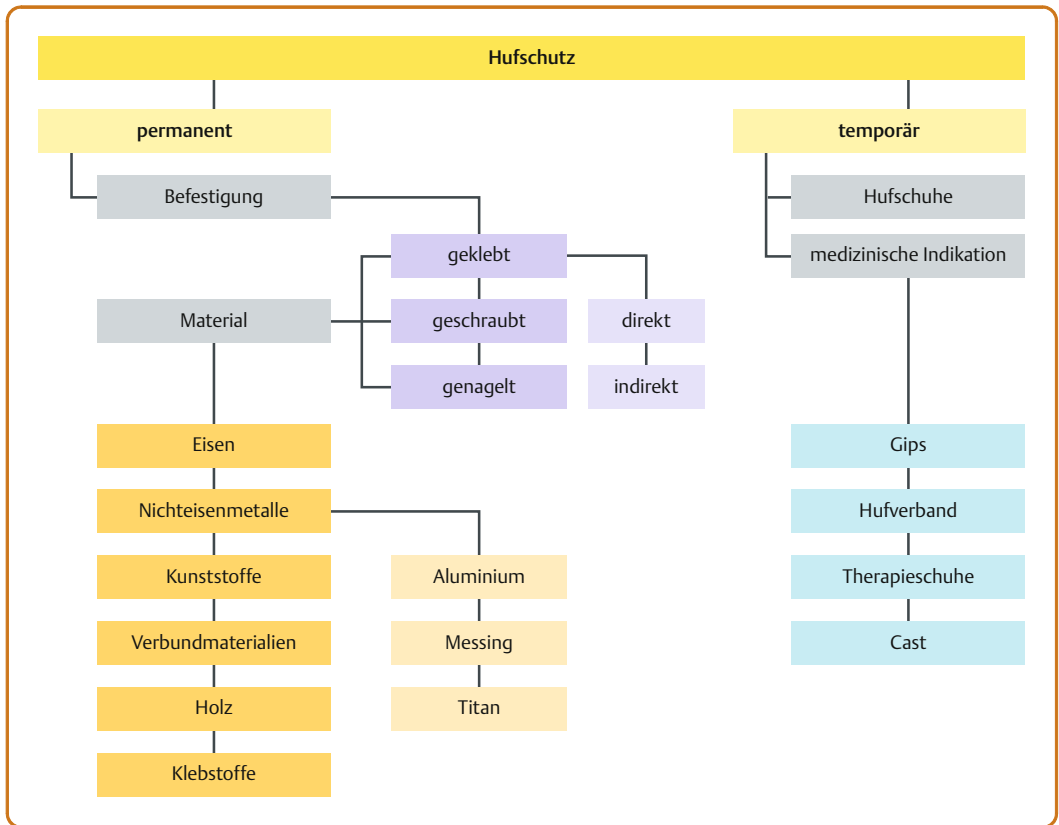 Hufschutz
permanent
temporär
Befestigung
Hufschuhe
geklebt
medizinische Indikation
Material
geschraubt
direkt
genagelt
indirekt
Eisen
Gips
Nichteisenmetalle
Hufverband
Kunststoffe
Aluminium
Therapieschuhe
Verbundmaterialien
Messing
Cast
Holz
Titan
Klebstoffe